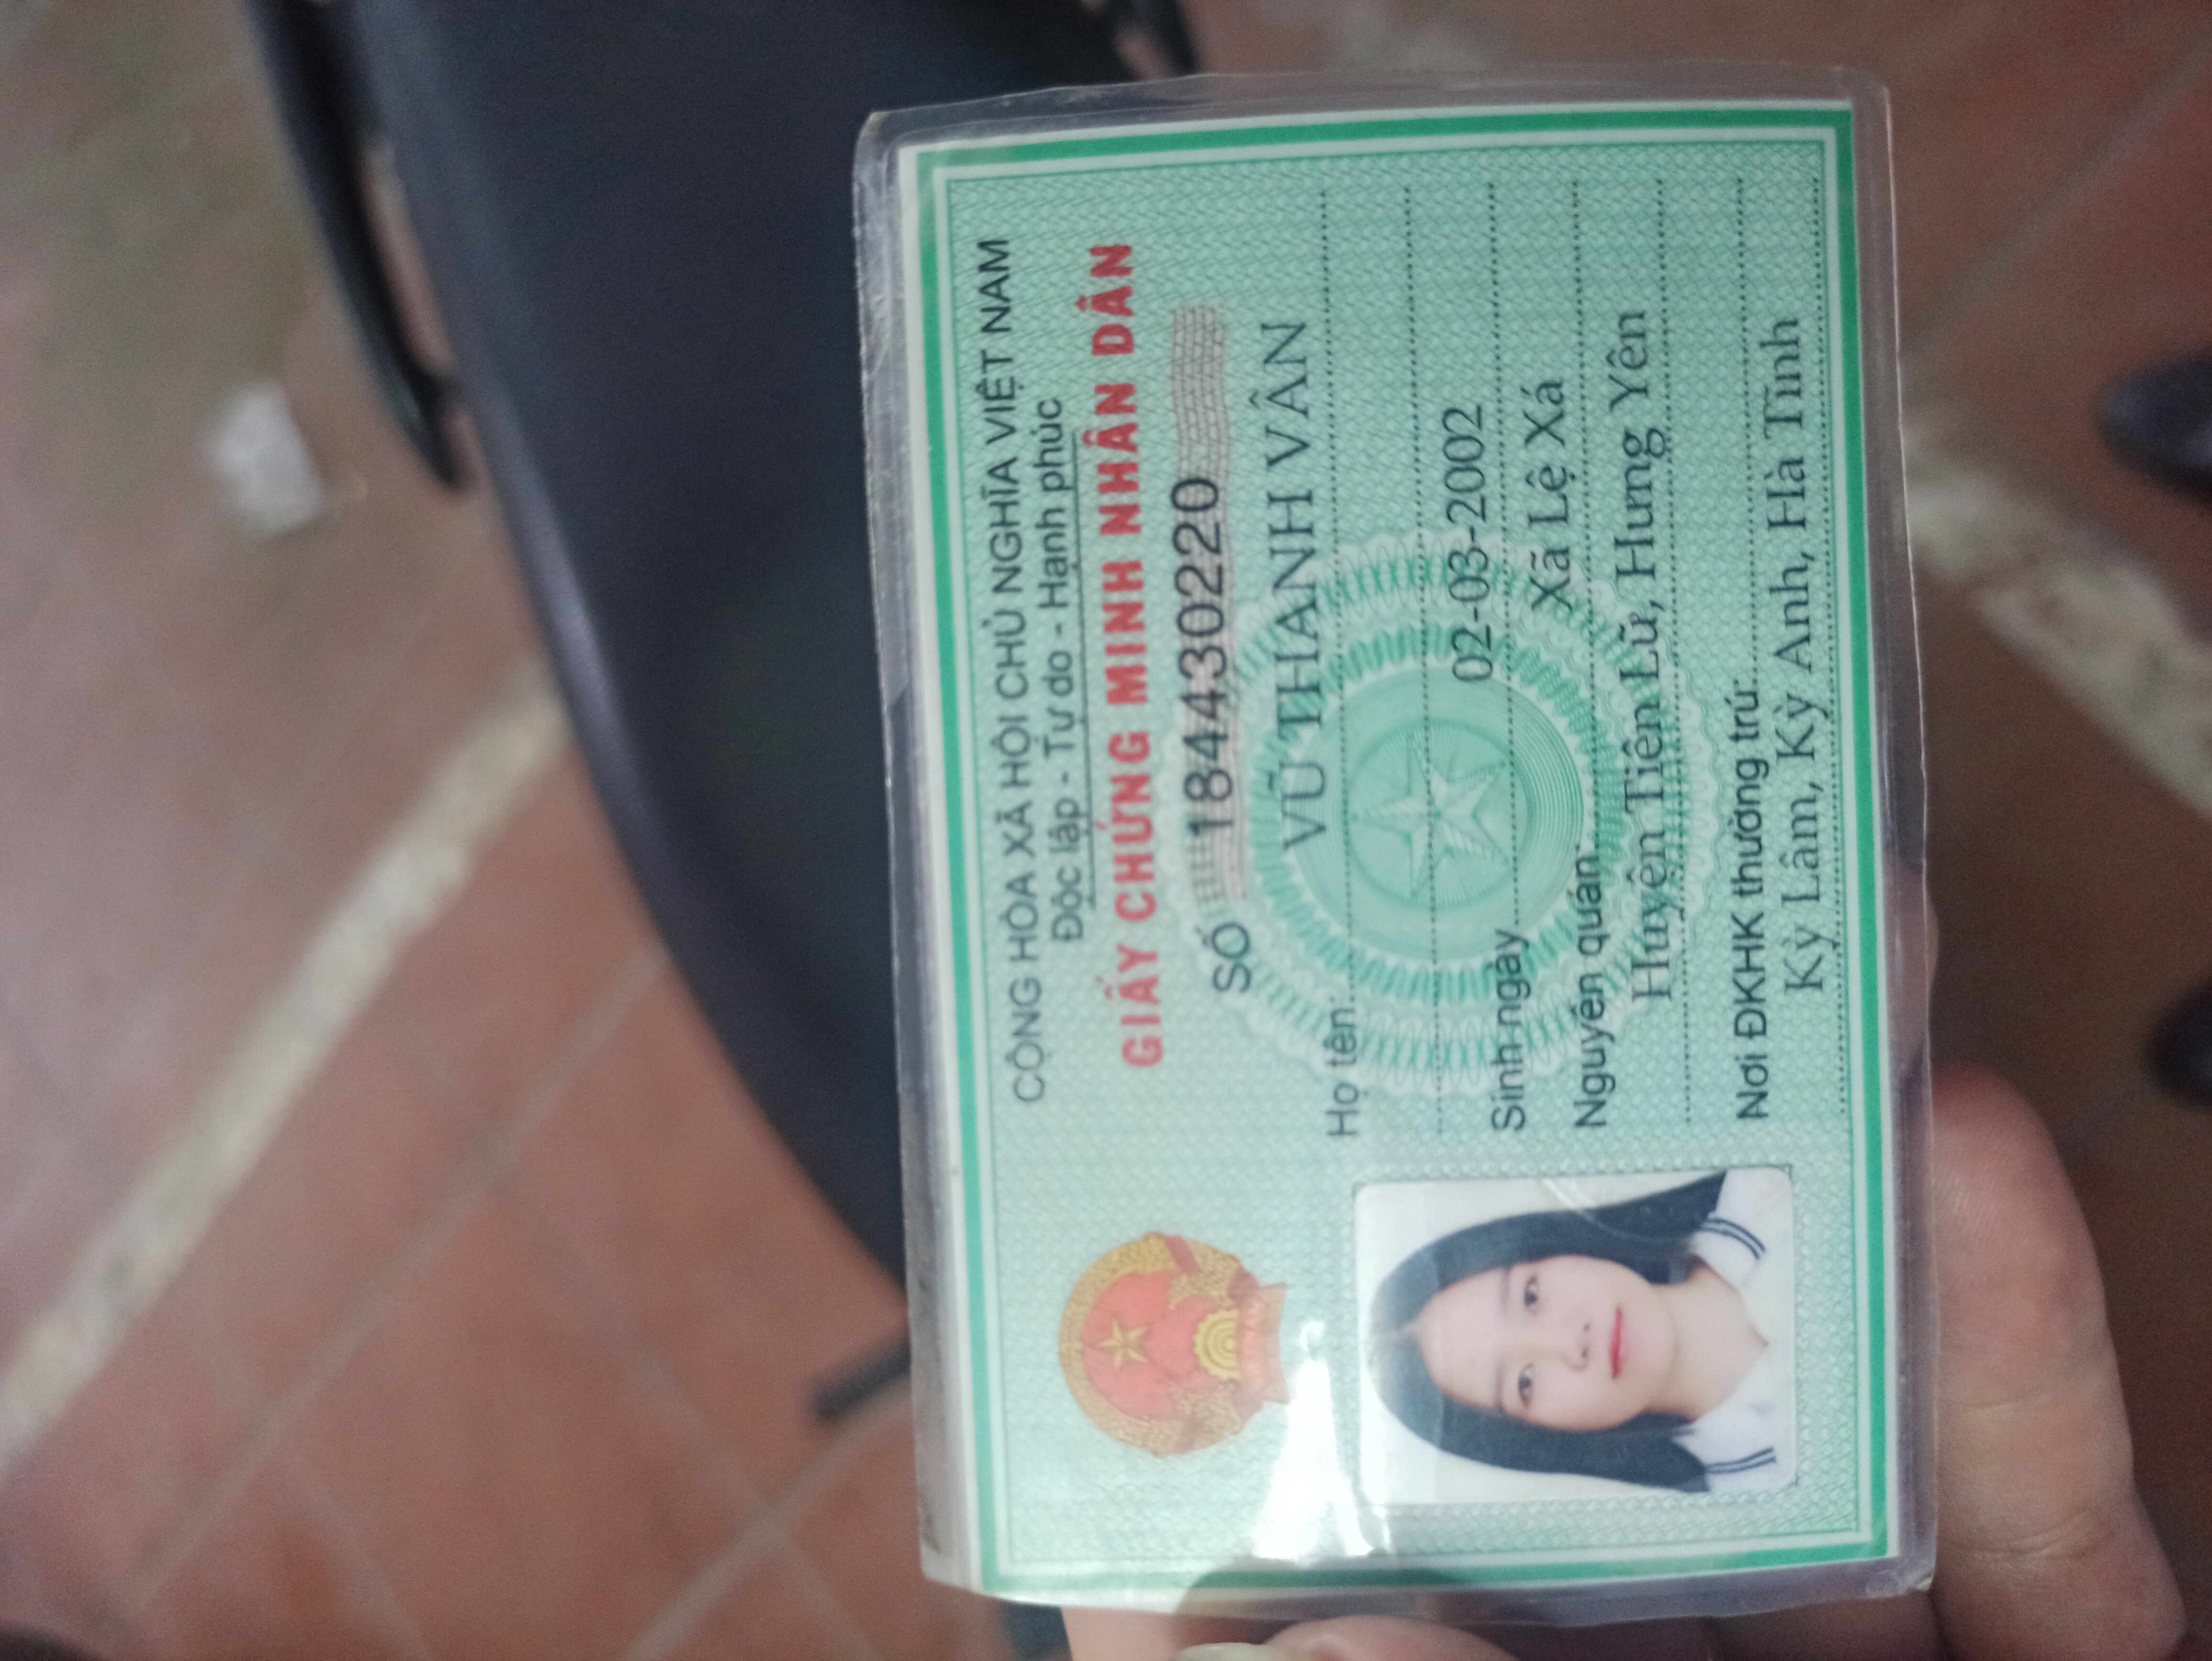 CỘNG HÒA XÃ HỘI CHỦ NGHĨA VIỆT NAM
Độc lập - Tự do - Hạnh phúc
GIẤY CHỨNG MINH NHÂN DÂN
SỐ 184430220
Họ tên: VŨ THANH VÂN
Sinh ngày 02-03-2002
Nguyên quán: Xã Lệ Xá
Huyện Tiên Lũ, Hưng Yên
Nơi ĐKHK thường trú:
Kỳ Lâm, Kỳ Anh, Hà Tĩnh